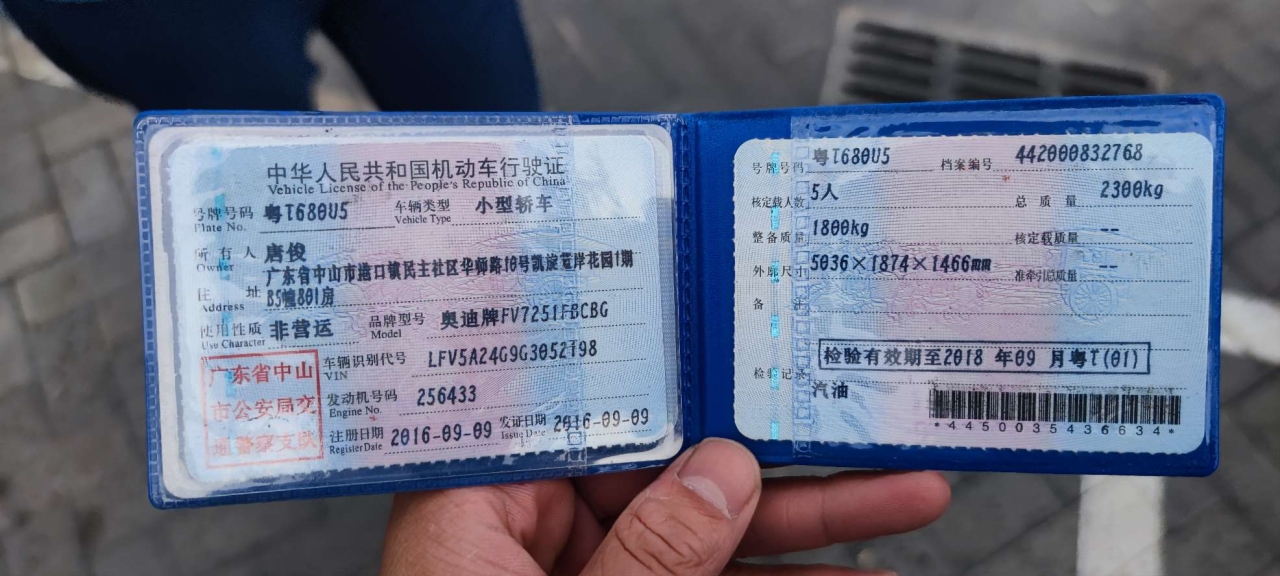 中华人民共和国机动车行驶证
Vehicle License of the People's Republic of China
号牌号码 粤T680U5 车辆类型 小型轿车
Plate No. Vehicle Type
所有人 唐俊
Owner
住址 广东省中山市港口镇民主社区华师路10号凯旋荟岸花园1期
Address B5幢801房
使用性质 非营运 品牌型号 奥迪牌FV7251FBCBG
Use Character Model
车辆识别代号 LFV5A24G9G3052198
VIN
发动机号码 256433
Engine No.
注册日期 2016-09-09 发证日期 2016-09-09
Register Date Issue Date
广东省中山
市公安局交
通警察支队
号牌号码 粤T680U5 档案编号 442000832768
核定载人数 5人 总质量 2300kg
整备质量 1800kg 核定载质量 --
外廓尺寸 5036×1874×1466mm 准牵引总质量 --
备注
检验有效期至2018 年09 月粤T(01)
检验记录
汽油
*4450035436634*